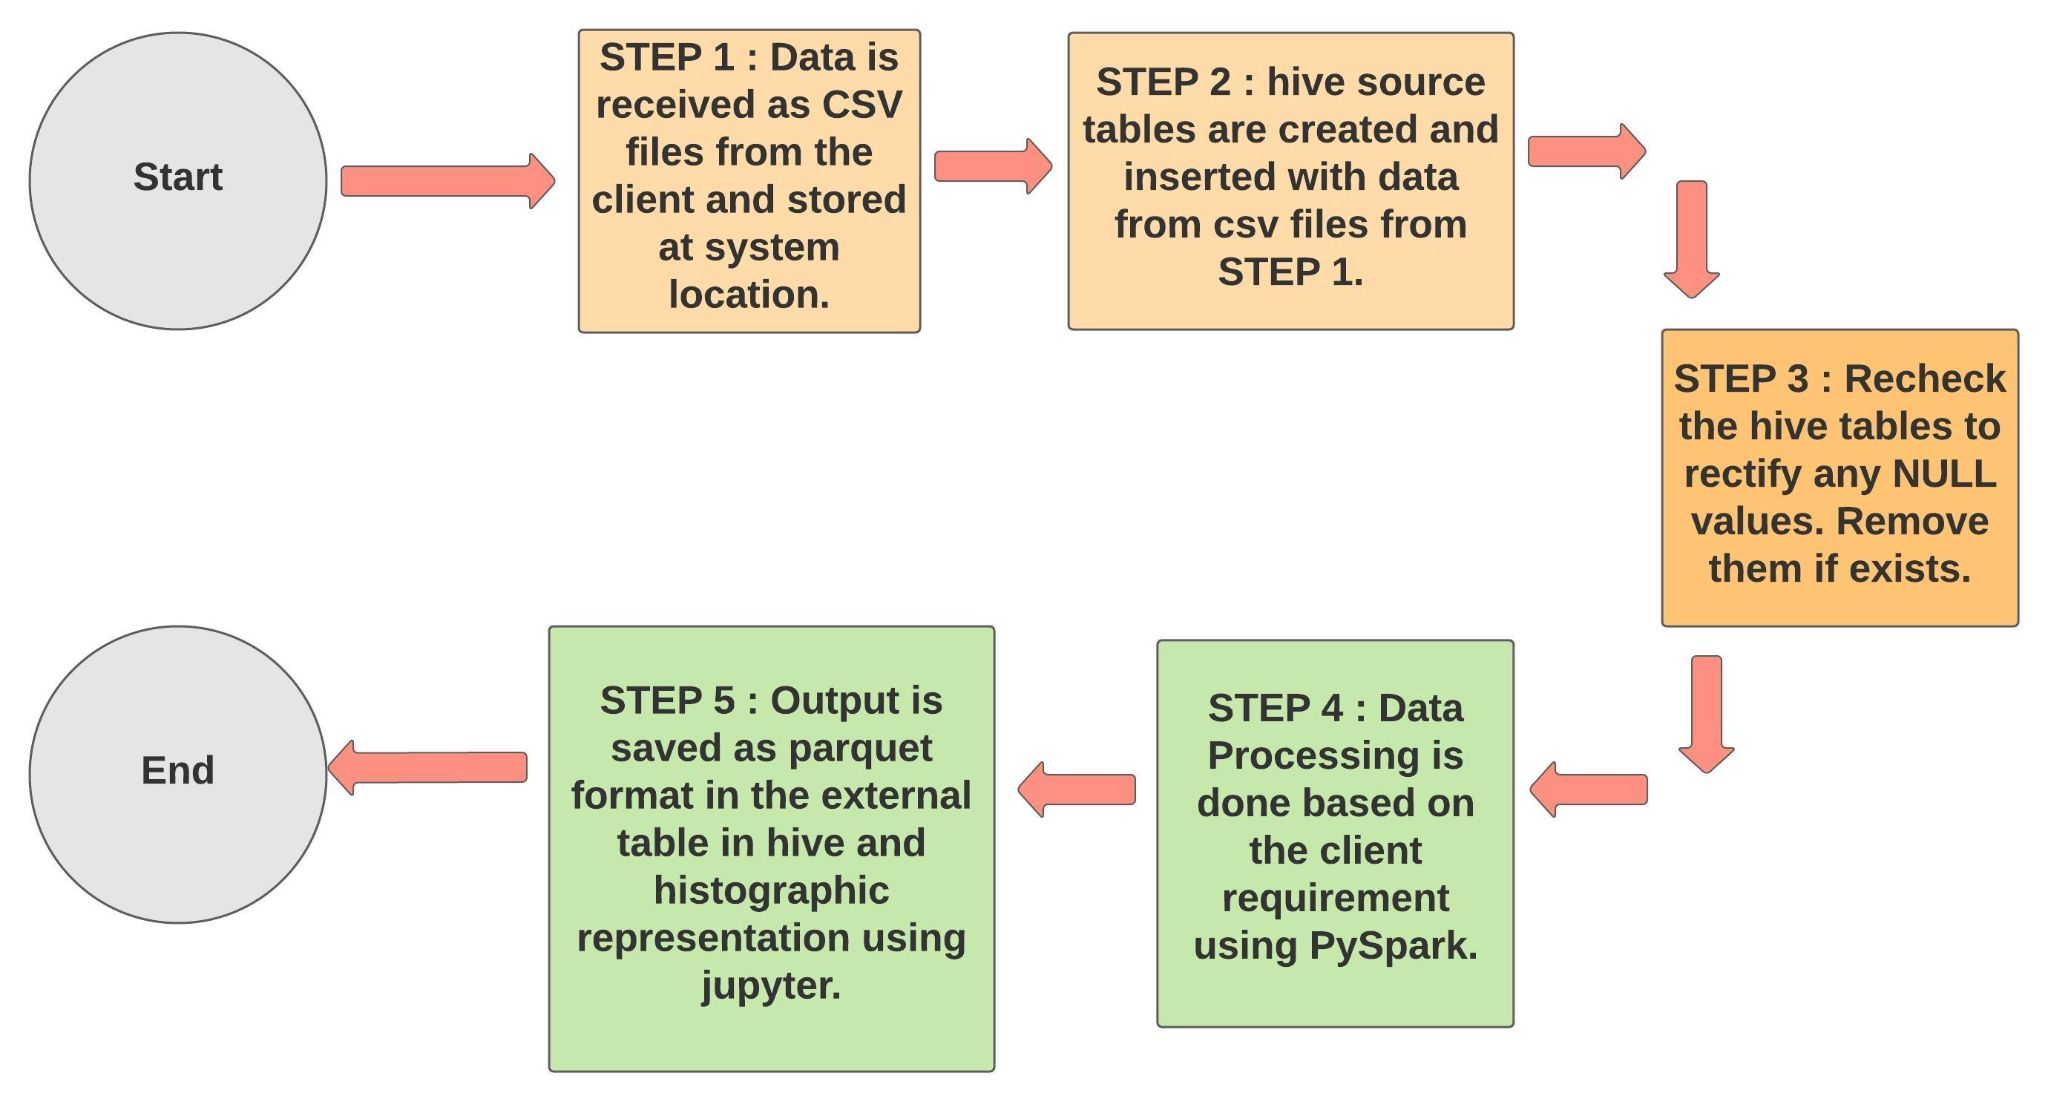 Start
STEP 1 : Data is
received as CSV
files from the
client and stored
at system
location.
STEP 2 : hive source
tables are created and
inserted with data
from csv files from
STEP 1.
STEP 3 : Recheck
the hive tables to
rectify any NULL
values. Remove
them if exists.
STEP 4 : Data
Processing is
done based on
the client
requirement
using PySpark.
STEP 5 : Output is
saved as parquet
format in the external
table in hive and
histographic
representation using
jupyter.
End